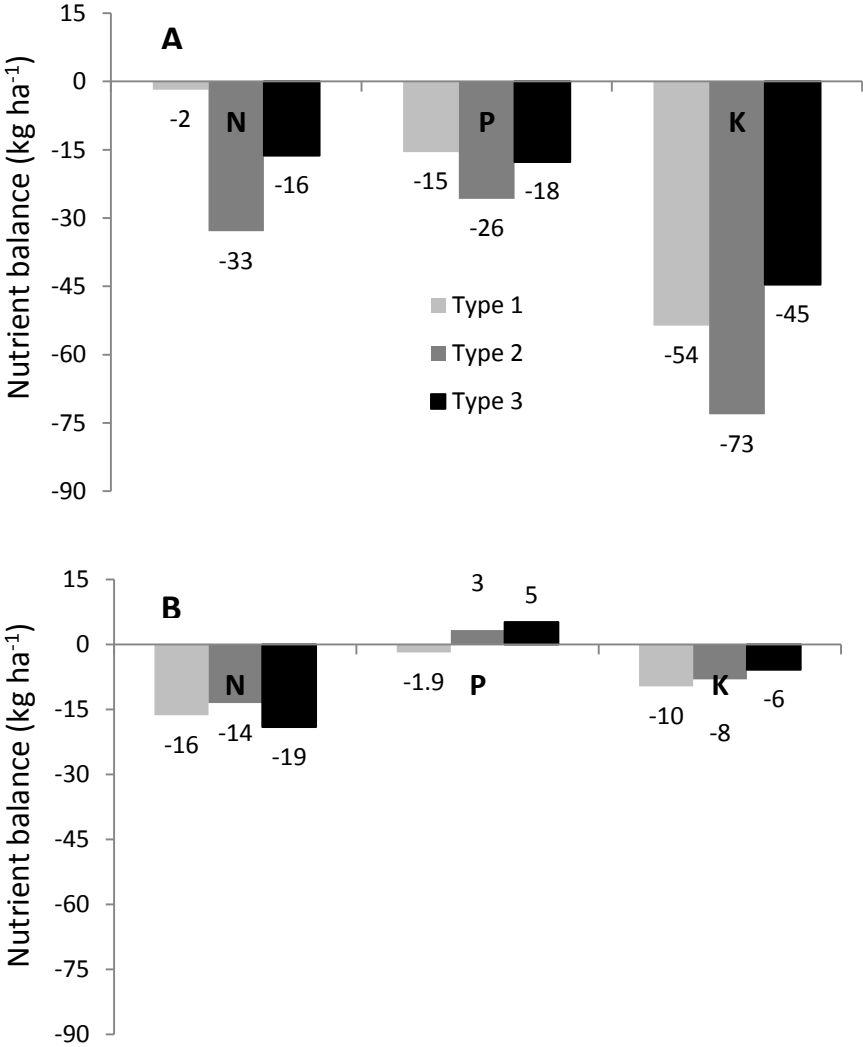 15
A
0
-2
N
P
K
-15
-16
-15
-18
-30
-33
-26
-45
Type 1
-45
-60
Type 2
-54
-75
Type 3
-73
-90
Nutrient balance (kg ha⁻¹)
15
B
3
5
0
N
-1.9
P
K
-15
-16
-14
-19
-10
-8
-6
-30
-45
-60
-75
-90
Nutrient balance (kg ha⁻¹)